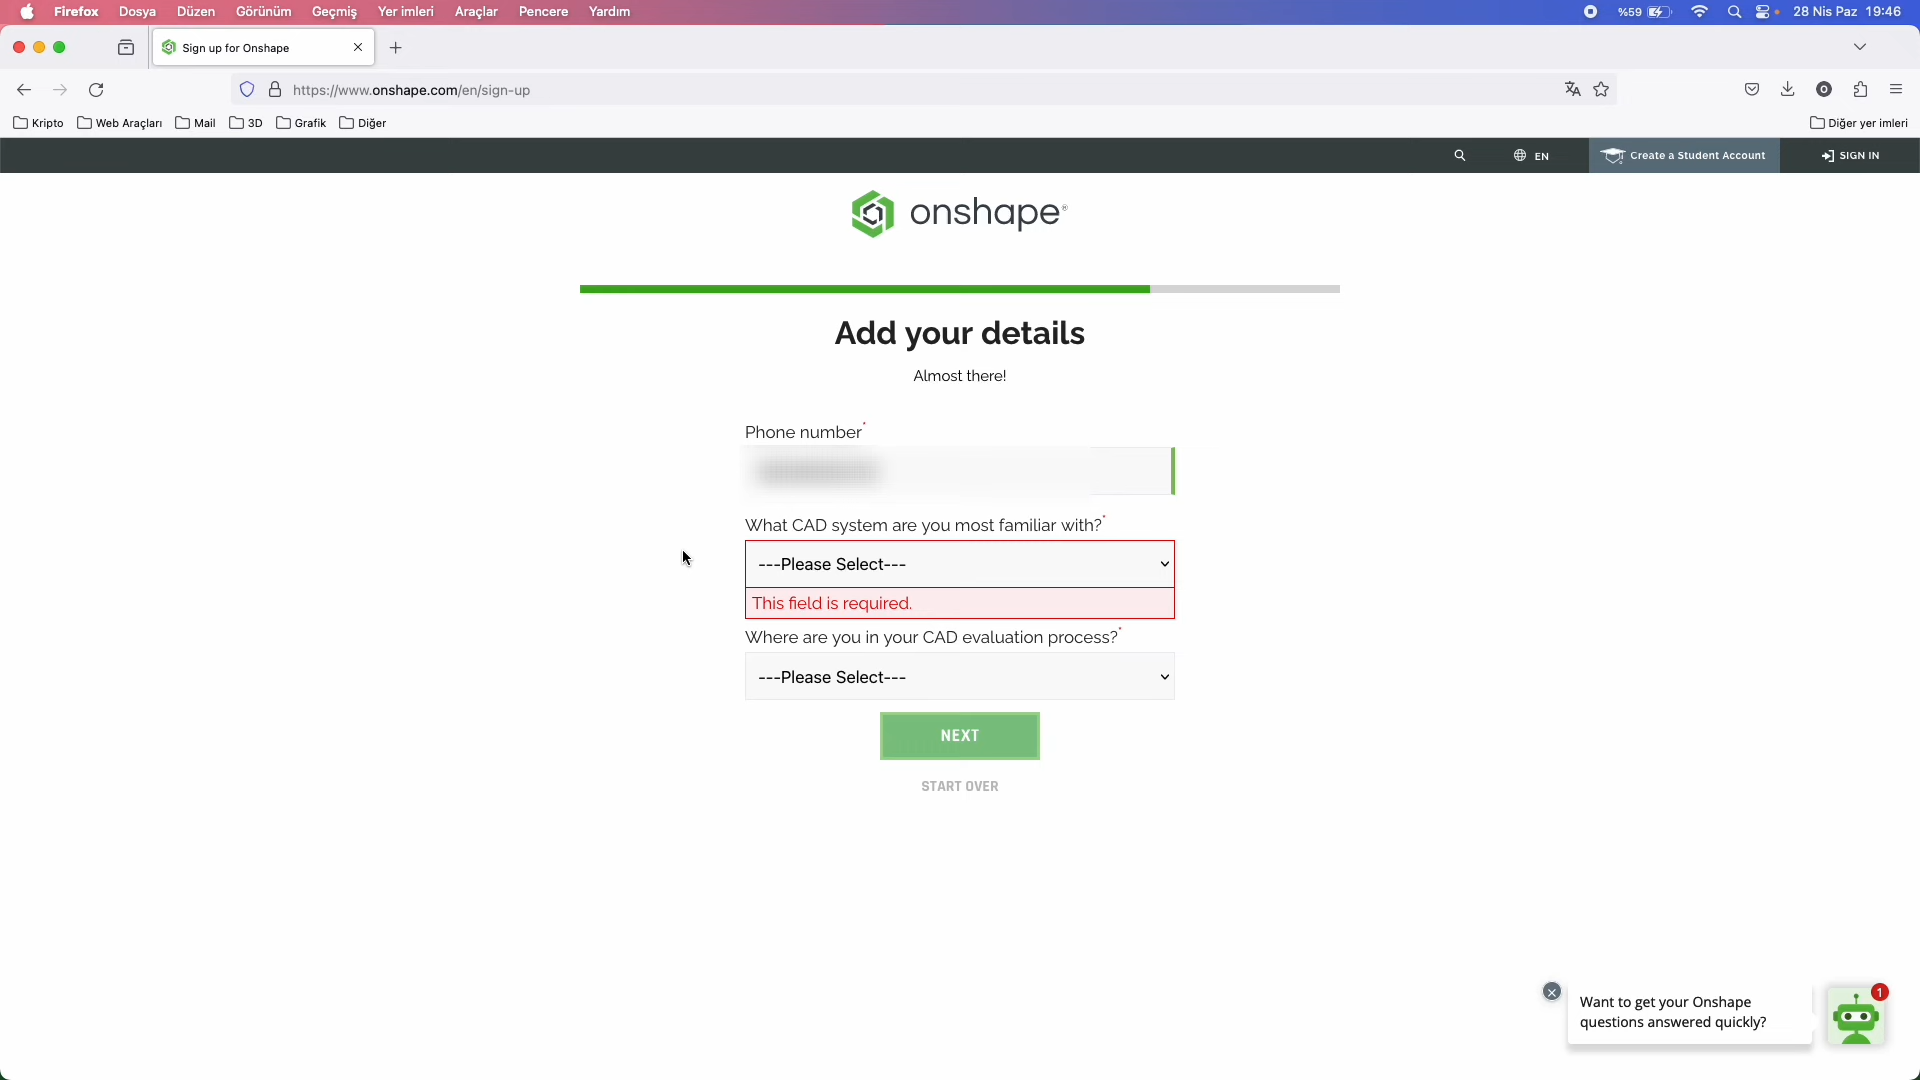 Firefox Dosya Düzen Görünüm Geçmiş Yer imleri Araçlar Pencere Yardım %59 28 Nis Paz 19:46
Sign up for Onshape
https://www.onshape.com/en/sign-up
Kripto Web Araçları Mail 3D Grafik Diğer Diğer yer imleri
EN Create a Student Account SIGN IN
onshape®
Add your details
Almost there!
Phone number*
What CAD system are you most familiar with?*
---Please Select---
This field is required.
Where are you in your CAD evaluation process?*
---Please Select---
NEXT
START OVER
1
Want to get your Onshape
questions answered quickly?